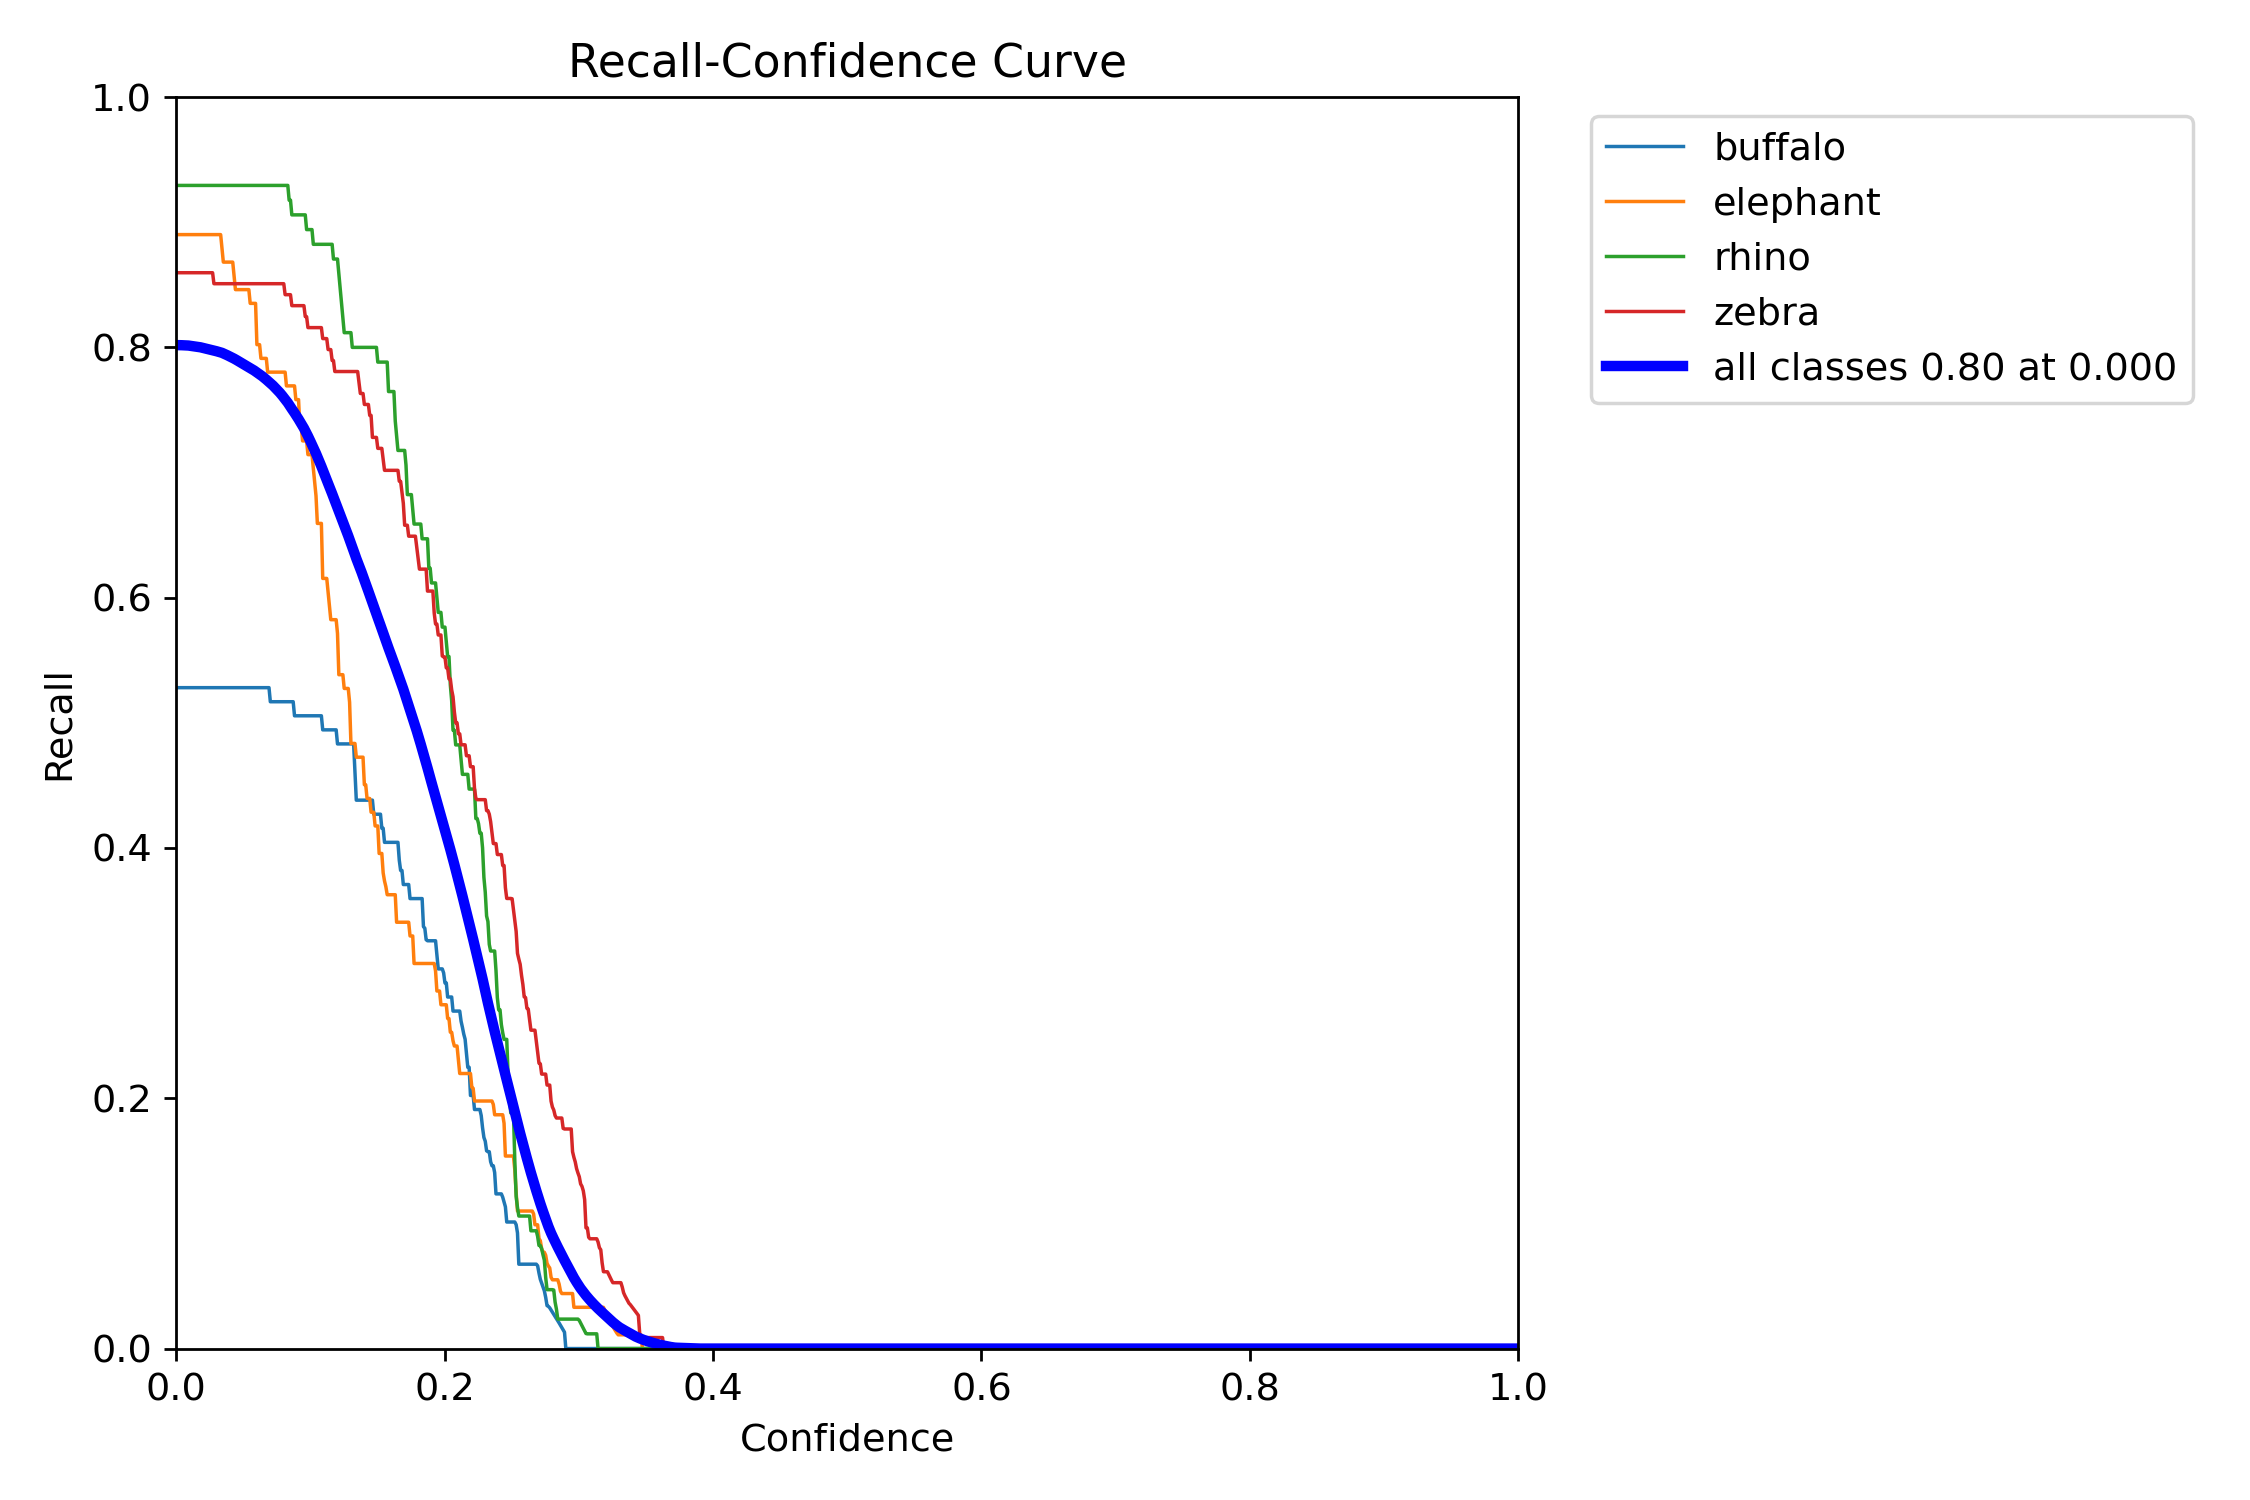 Recall-Confidence Curve
1.0
0.8
0.6
0.4
0.2
0.0
Recall
0.0 0.2 0.4 0.6 0.8 1.0
Confidence
buffalo
elephant
rhino
zebra
all classes 0.80 at 0.000